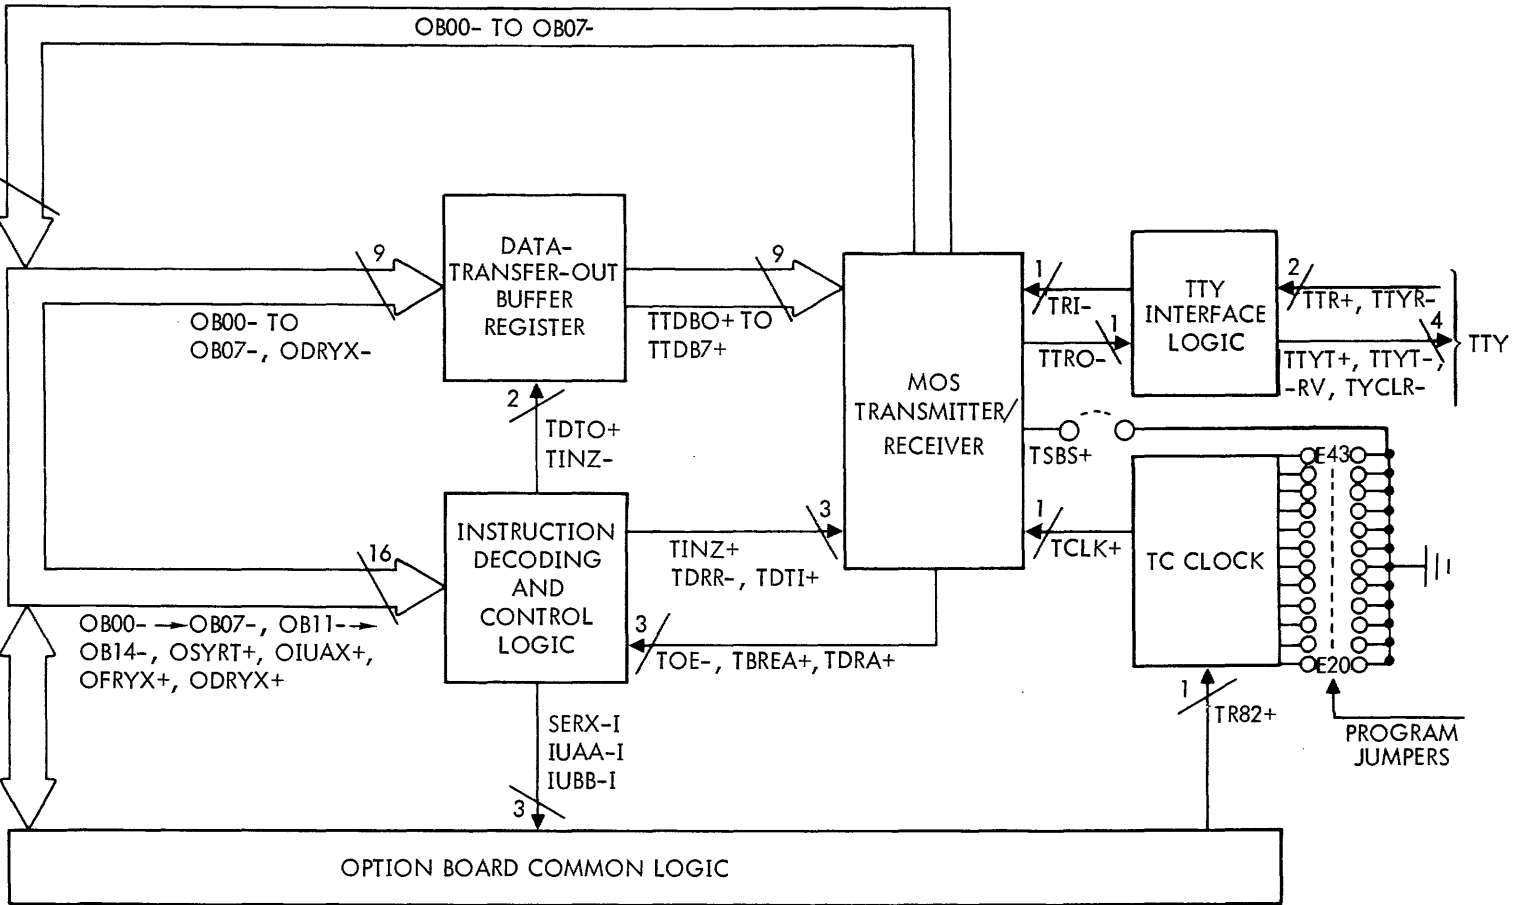 OB00- TO OB07-
9
OB00- TO
OB07-, ODRYX-
DATA-
TRANSFER-OUT
BUFFER
REGISTER
9
TTDBO+ TO
TTDB7+
2
TDTO+
TINZ-
MOS
TRANSMITTER/
RECEIVER
1
TRI-
1
TTRO-
TTY
INTERFACE
LOGIC
2
TTR+, TTYR-
4
TTYT+, TTYT-,
-RV, TYCLR-
TTY
TSBS+
1
TCLK+
TC CLOCK
E43
E20
1
TR82+
PROGRAM
JUMPERS
16
OB00- → OB07-, OB11- →
OB14-, OSYRT+, OIUAX+,
OFRYX+, ODRYX+
INSTRUCTION
DECODING
AND
CONTROL
LOGIC
3
TINZ+
TDRR-, TDTI+
3
TOE-, TBREA+, TDRA+
SERX-I
IUAA-I
IUBB-I
3
OPTION BOARD COMMON LOGIC